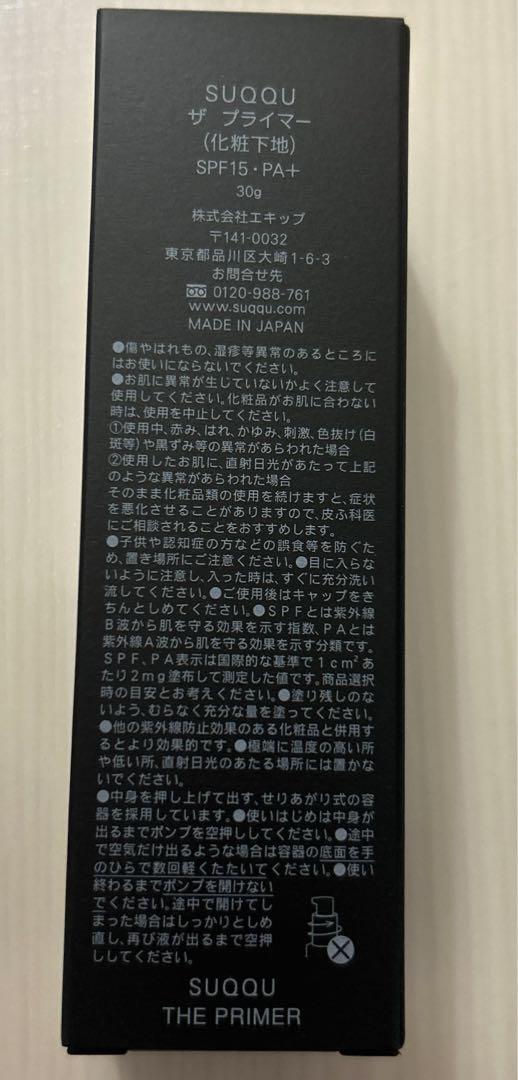 SUQQU
ザ プライマー
(化粧下地)
SPF15・PA+
30g
株式会社エキップ
〒141-0032
東京都品川区大崎1-6-3
お問合せ先
0120-988-761
www.suqqu.com
MADE IN JAPAN
●傷やはれもの、湿疹等異常のあるところに
はお使いにならないでください。
●お肌に異常が生じていないかよく注意して
使用してください。化粧品がお肌に合わない
時は、使用を中止してください。
①使用中、赤み、はれ、かゆみ、刺激、色抜け(白
斑等)や黒ずみ等の異常があらわれた場合
②使用したお肌に、直射日光があたって上記
のような異常があらわれた場合
そのまま化粧品類の使用を続けますと、症状
を悪化させることがありますので、皮ふ科医
にご相談されることをおすすめします。
●子供や認知症の方などの誤食等を防ぐた
め、置き場所にご注意ください。●目に入らな
いように注意し、入った時は、すぐに充分洗い
流してください。●ご使用後はキャップをき
ちんとしめてください。●SPFとは紫外線
B波から肌を守る効果を示す指数、PAとは
紫外線A波から肌を守る効果を示す分類です。
SPF、PA表示は国際的な基準で1cm²あ
たり2mg塗布して測定した値です。商品選択
時の目安とお考えください。●塗り残しのな
いよう、むらなく充分な量を塗ってください。
●他の紫外線防止効果のある化粧品と併用す
るとより効果的です。●極端に温度の高い所
や低い所、直射日光のあたる場所には置かな
いでください。
●中身を押し上げて出す、せりあがり式の容
器を採用しています。●使いはじめは中身が
出るまでポンプを空押ししてください。●途中
で空気だけ出るような場合は容器の底面を手
のひらで数回軽くたたいてください。●使い
終わるまでポンプを開けない
でください。途中で開けてし
まった場合はしっかりとしめ
直し、再び液が出るまで空押
ししてください。
SUQQU
THE PRIMER